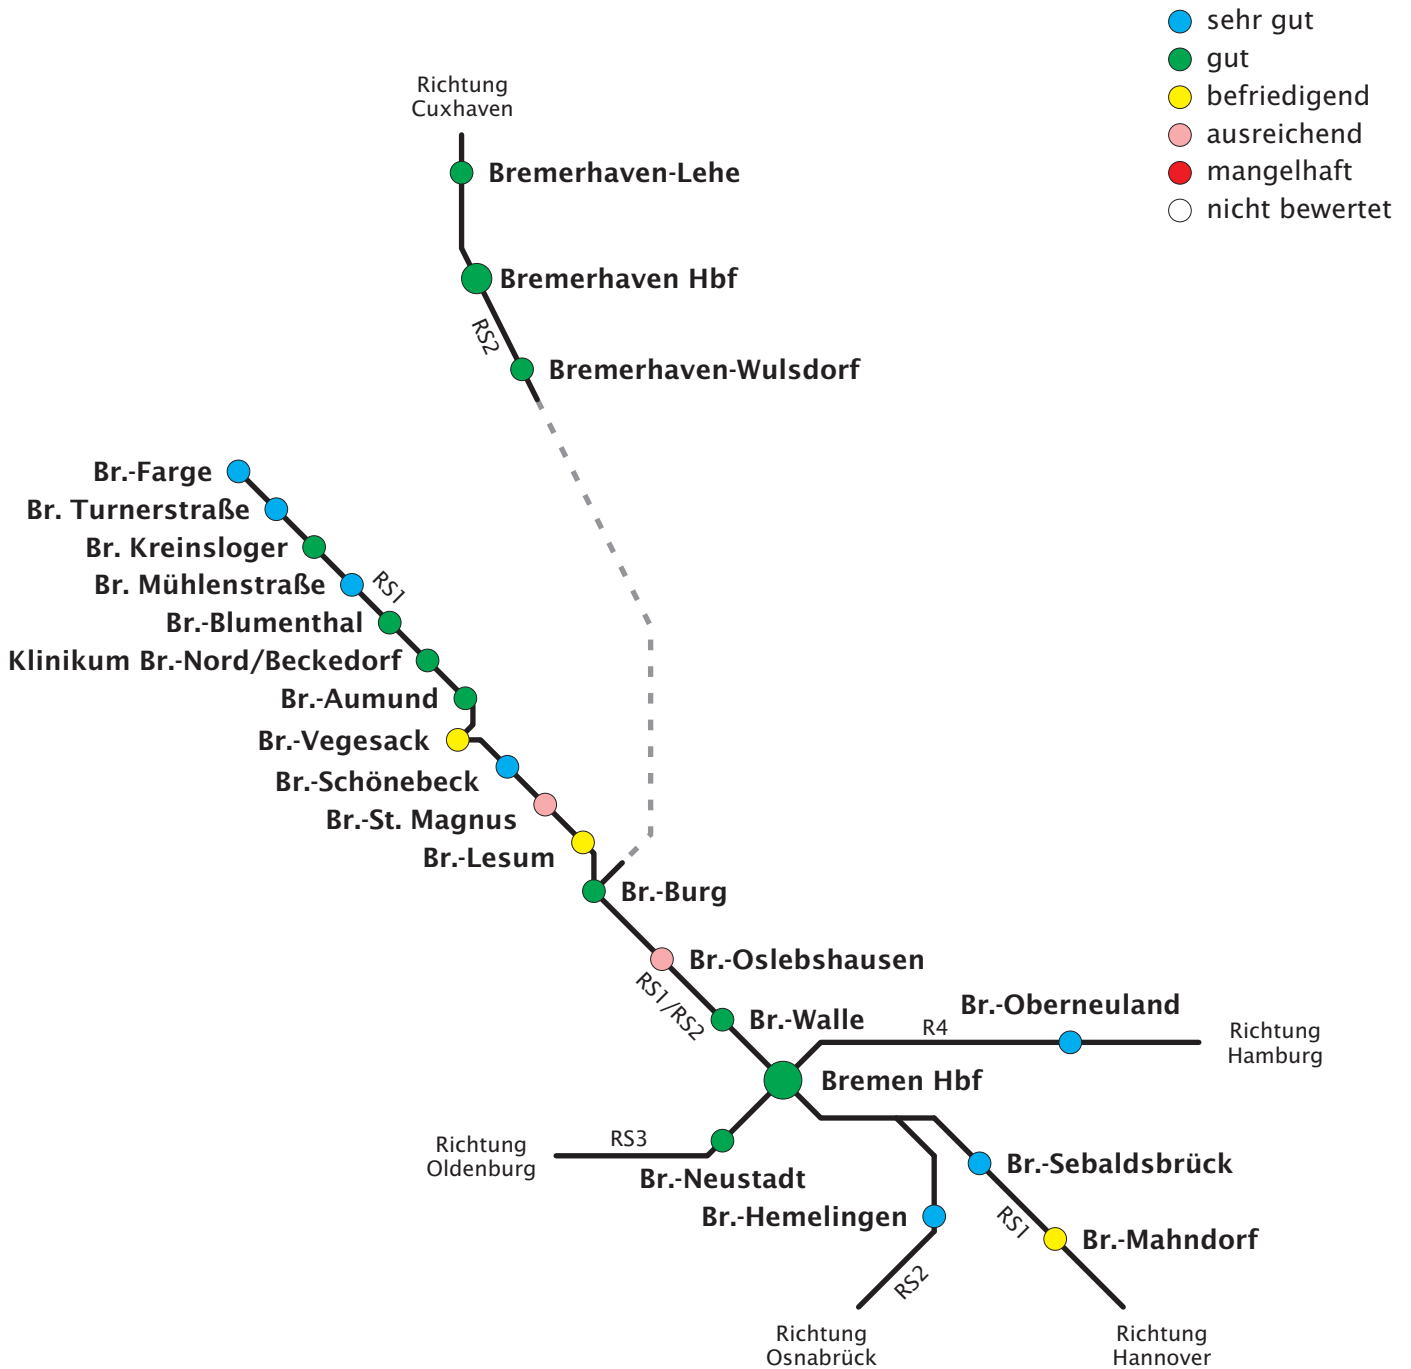 sehr gut
gut
befriedigend
ausreichend
mangelhaft
nicht bewertet
Richtung
Cuxhaven
Bremerhaven-Lehe
Bremerhaven Hbf
RS2
Bremerhaven-Wulsdorf
Br.-Farge
Br. Turnerstraße
Br. Kreinsloger
Br. Mühlenstraße
RS1
Br.-Blumenthal
Klinikum Br.-Nord/Beckedorf
Br.-Aumund
Br.-Vegesack
Br.-Schönebeck
Br.-St. Magnus
Br.-Lesum
Br.-Burg
Br.-Oslebshausen
RS1/RS2
Br.-Walle
Br.-Oberneuland
R4
Richtung
Hamburg
Bremen Hbf
RS3
Richtung
Oldenburg
Br.-Neustadt
Br.-Sebaldsbrück
Br.-Hemelingen
RS1
Br.-Mahndorf
RS2
Richtung
Osnabrück
Richtung
Hannover